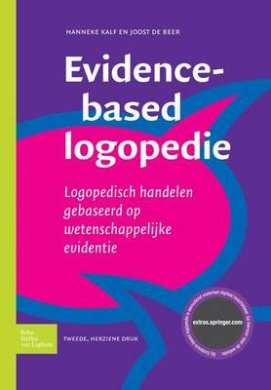 HANNEKE KALF EN JOOST DE BEER
Evidence-
based
logopedie
Logopedisch handelen
gebaseerd op
wetenschappelijke
evidentie
extras.springer.com
TWEEDE, HERZIENE DRUK
Bohn
Stafleu
van Loghum